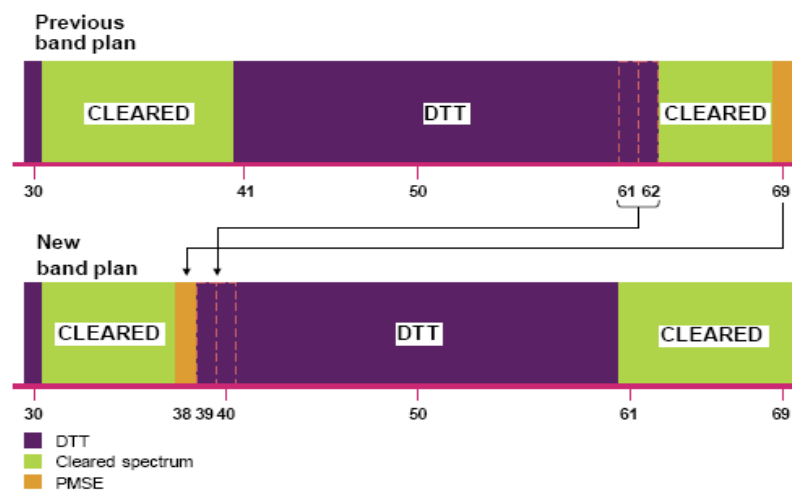 Previous
band plan
CLEARED
DTT
CLEARED
30
41
50
61 62
69
New
band plan
CLEARED
DTT
CLEARED
30
38 39 40
50
61
69
DTT
Cleared spectrum
PMSE